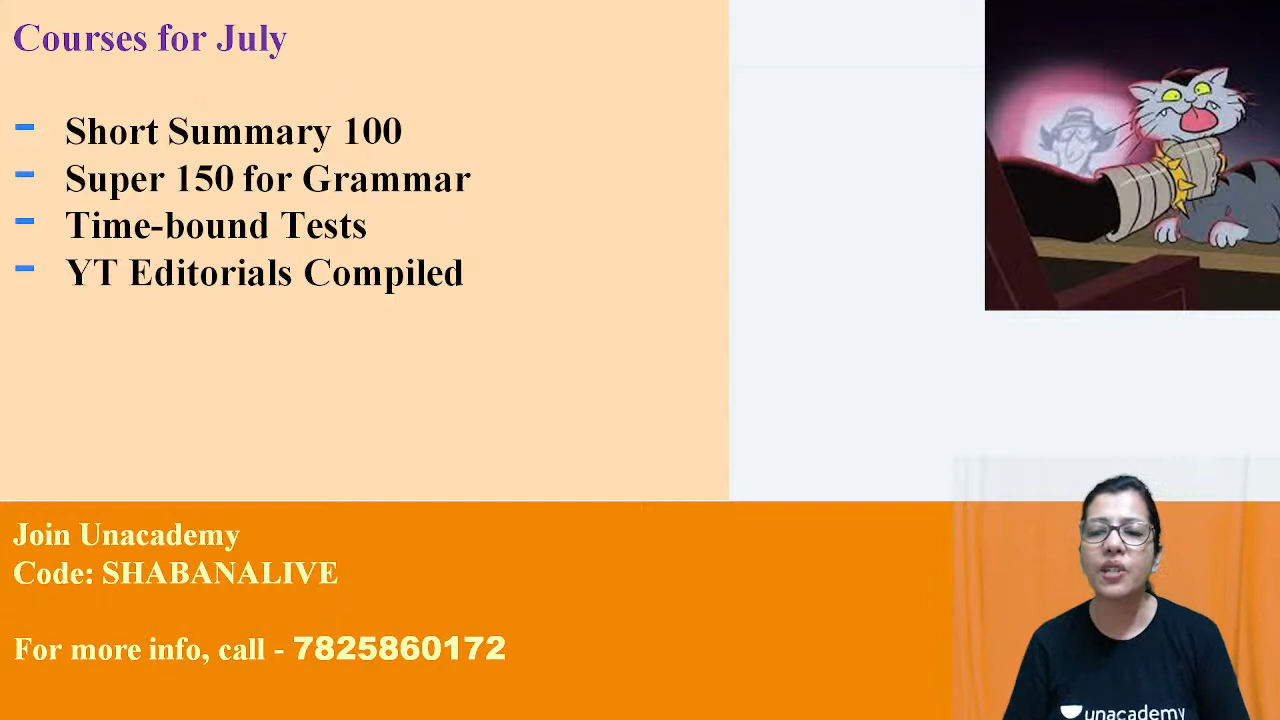 Courses for July
- Short Summary 100
- Super 150 for Grammar
- Time-bound Tests
- YT Editorials Compiled
Join Unacademy
Code: SHABANALIVE
For more info, call - 7825860172
unacademy